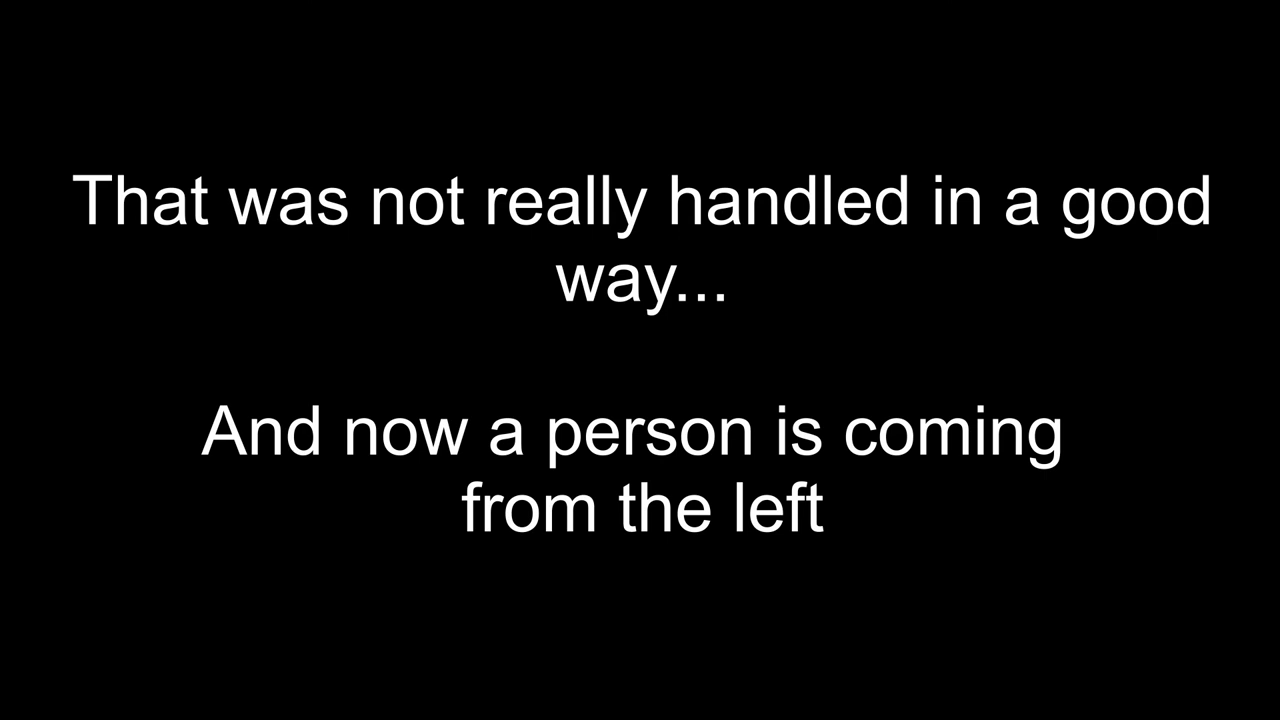 That was not really handled in a good
way...
And now a person is coming
from the left